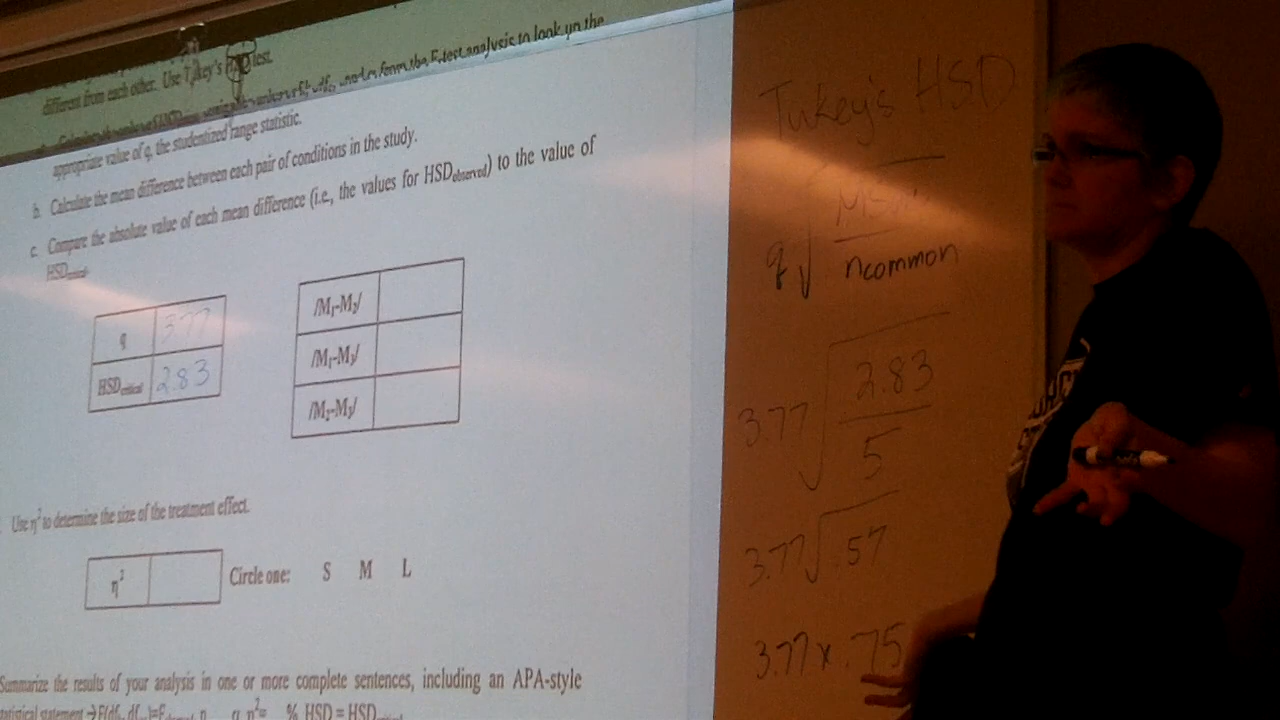 different from each other. Use Tukey's HSD test.
appropriate value of q, the studentized range statistic.
b. Calculate the mean difference between each pair of conditions in the study.
c. Compare the absolute value of each mean difference (i.e., the values for HSDobserved) to the value of
HSDcritical.
q 3.77
HSDcritical 2.83
/M₁-M₂/
/M₁-M₃/
/M₂-M₃/
Use η² to determine the size of the treatment effect.
η² Circle one: S M L
Summarize the results of your analysis in one or more complete sentences, including an APA-style
Tukey's HSD
q√
ncommon
3.77√ 2.83
5
3.77√.57
3.77x .75